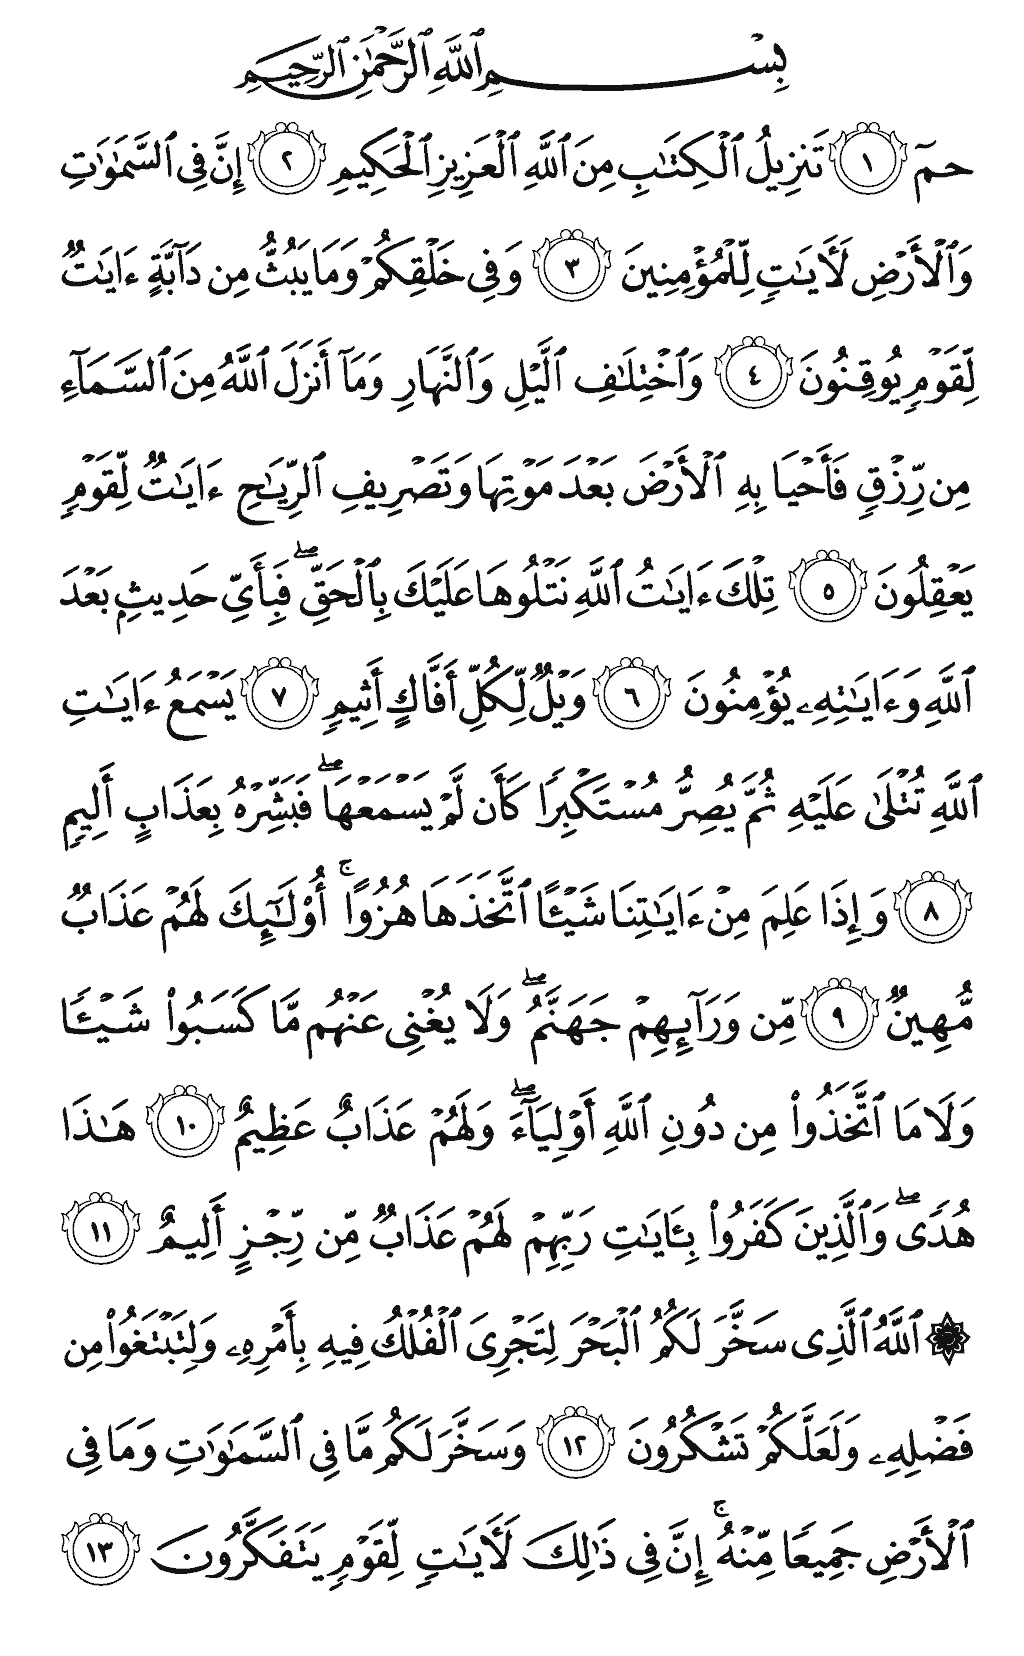 بِسْمِ ٱللَّهِ ٱلرَّحْمَٰنِ ٱلرَّحِيمِ
حمٓ ١ تَنزِيلُ ٱلْكِتَٰبِ مِنَ ٱللَّهِ ٱلْعَزِيزِ ٱلْحَكِيمِ ٢ إِنَّ فِى ٱلسَّمَٰوَٰتِ
وَٱلْأَرْضِ لَءَايَٰتٍ لِّلْمُؤْمِنِينَ ٣ وَفِى خَلْقِكُمْ وَمَا يَبُثُّ مِن دَآبَّةٍ ءَايَٰتٌ
لِّقَوْمٍ يُوقِنُونَ ٤ وَٱخْتِلَٰفِ ٱلَّيْلِ وَٱلنَّهَارِ وَمَآ أَنزَلَ ٱللَّهُ مِنَ ٱلسَّمَآءِ
مِن رِّزْقٍ فَأَحْيَا بِهِ ٱلْأَرْضَ بَعْدَ مَوْتِهَا وَتَصْرِيفِ ٱلرِّيَٰحِ ءَايَٰتٌ لِّقَوْمٍ
يَعْقِلُونَ ٥ تِلْكَ ءَايَٰتُ ٱللَّهِ نَتْلُوهَا عَلَيْكَ بِٱلْحَقِّ ۖ فَبِأَىِّ حَدِيثٍۭ بَعْدَ
ٱللَّهِ وَءَايَٰتِهِۦ يُؤْمِنُونَ ٦ وَيْلٌ لِّكُلِّ أَفَّاكٍ أَثِيمٍ ٧ يَسْمَعُ ءَايَٰتِ
ٱللَّهِ تُتْلَىٰ عَلَيْهِ ثُمَّ يُصِرُّ مُسْتَكْبِرًا كَأَن لَّمْ يَسْمَعْهَا ۖ فَبَشِّرْهُ بِعَذَابٍ أَلِيمٍ
٨ وَإِذَا عَلِمَ مِنْ ءَايَٰتِنَا شَيْـًٔا ٱتَّخَذَهَا هُزُوًا ۚ أُو۟لَٰٓئِكَ لَهُمْ عَذَابٌ
مُّهِينٌ ٩ مِّن وَرَآئِهِمْ جَهَنَّمُ ۖ وَلَا يُغْنِى عَنْهُم مَّا كَسَبُوا۟ شَيْـًٔا
وَلَا مَا ٱتَّخَذُوا۟ مِن دُونِ ٱللَّهِ أَوْلِيَآءَ ۖ وَلَهُمْ عَذَابٌ عَظِيمٌ ١٠ هَٰذَا
هُدًى ۖ وَٱلَّذِينَ كَفَرُوا۟ بِـَٔايَٰتِ رَبِّهِمْ لَهُمْ عَذَابٌ مِّن رِّجْزٍ أَلِيمٌ ١١
۞ ٱللَّهُ ٱلَّذِى سَخَّرَ لَكُمُ ٱلْبَحْرَ لِتَجْرِىَ ٱلْفُلْكُ فِيهِ بِأَمْرِهِۦ وَلِتَبْتَغُوا۟ مِن
فَضْلِهِۦ وَلَعَلَّكُمْ تَشْكُرُونَ ١٢ وَسَخَّرَ لَكُم مَّا فِى ٱلسَّمَٰوَٰتِ وَمَا فِى
ٱلْأَرْضِ جَمِيعًا مِّنْهُ ۚ إِنَّ فِى ذَٰلِكَ لَءَايَٰتٍ لِّقَوْمٍ يَتَفَكَّرُونَ ١٣